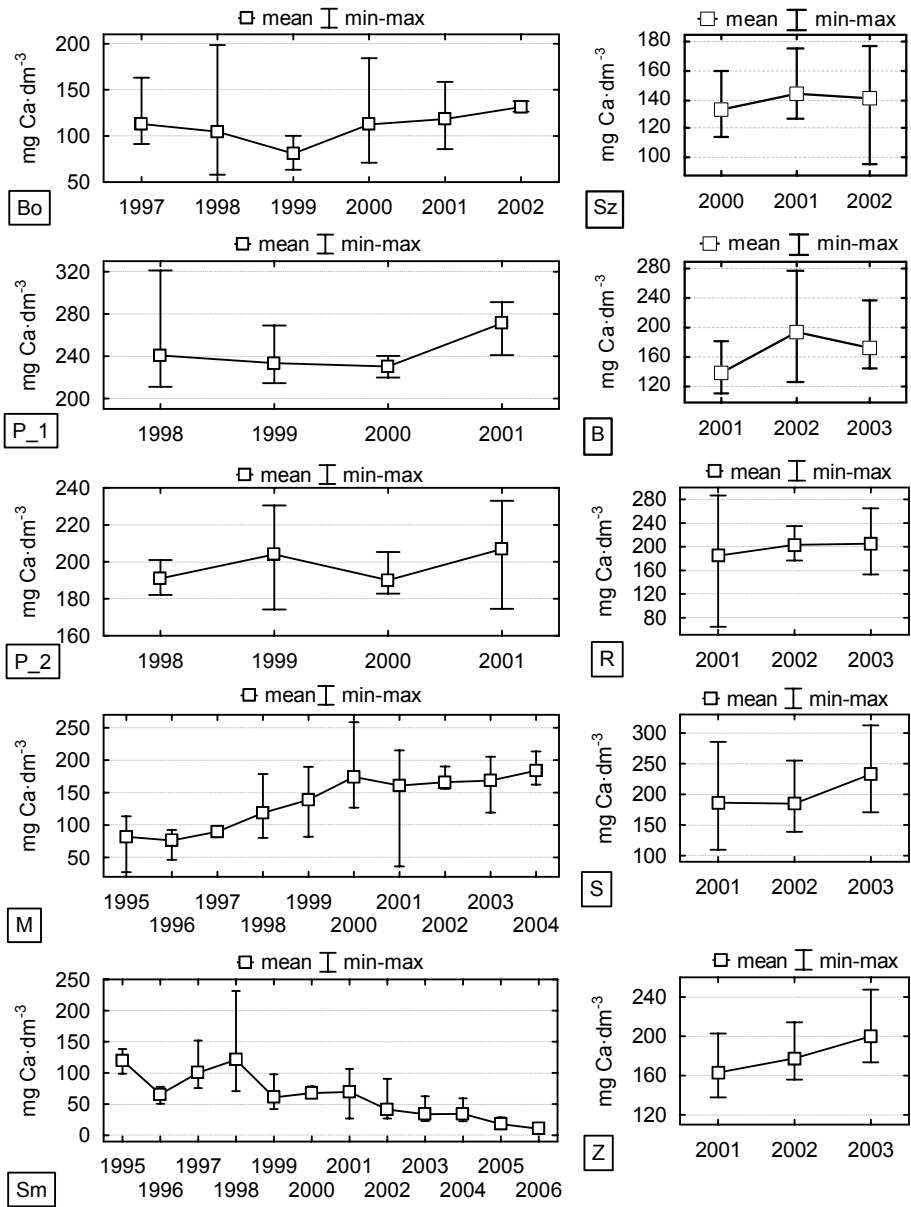 mean min-max
mg Ca·dm⁻³
200
150
100
50
1997 1998 1999 2000 2001 2002
Bo
mean min-max
mg Ca·dm⁻³
180
160
140
120
100
2000 2001 2002
Sz
mean min-max
mg Ca·dm⁻³
320
280
240
200
1998 1999 2000 2001
P_1
mean min-max
mg Ca·dm⁻³
280
240
200
160
120
2001 2002 2003
B
mean min-max
mg Ca·dm⁻³
240
220
200
180
160
1998 1999 2000 2001
P_2
mean min-max
mg Ca·dm⁻³
280
240
200
160
120
80
2001 2002 2003
R
mean min-max
mg Ca·dm⁻³
250
200
150
100
50
1995 1997 1999 2001 2003
1996 1998 2000 2002 2004
M
mean min-max
mg Ca·dm⁻³
300
250
200
150
100
2001 2002 2003
S
mean min-max
mg Ca·dm⁻³
250
200
150
100
50
0
1995 1997 1999 2001 2003 2005
1996 1998 2000 2002 2004 2006
Sm
mean min-max
mg Ca·dm⁻³
240
200
160
120
2001 2002 2003
Z